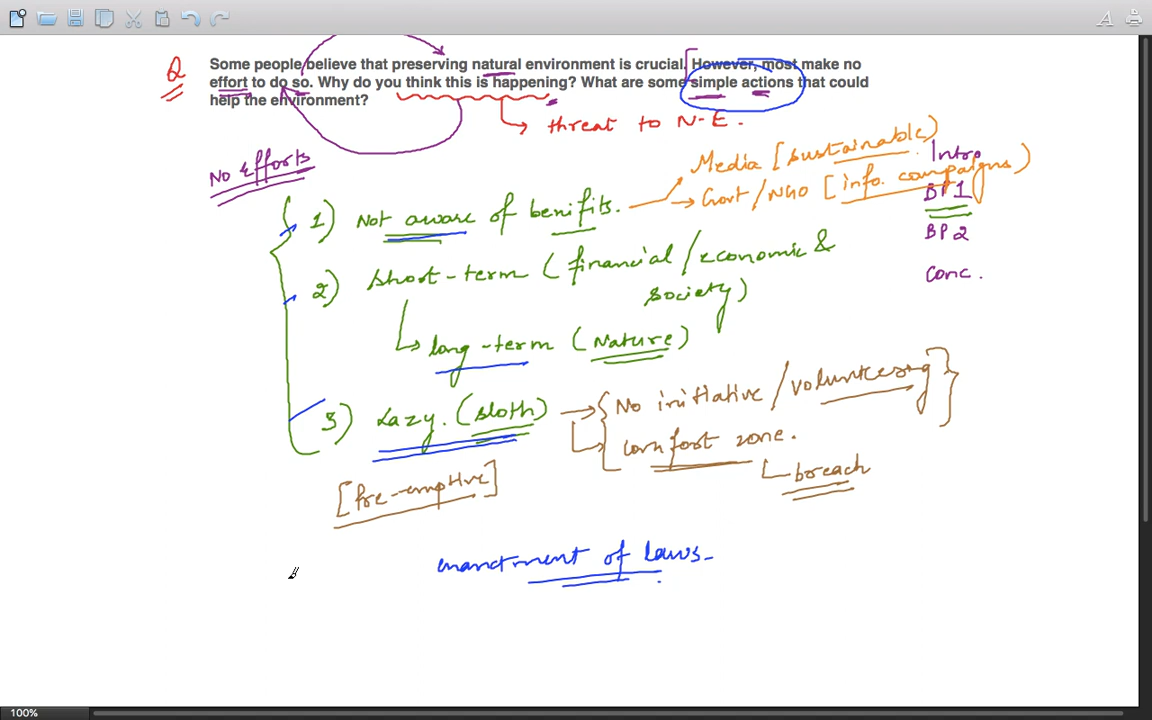 Q
Some people believe that preserving natural environment is crucial. However, most make no
effort to do so. Why do you think this is happening? What are some simple actions that could
help the environment?
threat to N-E.
No Efforts
Media [sustainable)
Govt/NGO [info. campaigns)
Intro
BP1
BP2
conc.
1) Not aware of benifits.
2) short-term (financial/economic &
society)
long-term (Nature)
3) Lazy. (sloth)
No initiative/volunteering
comfort zone.
breach
[Pre-emptive]
enanctment of laws-
100%